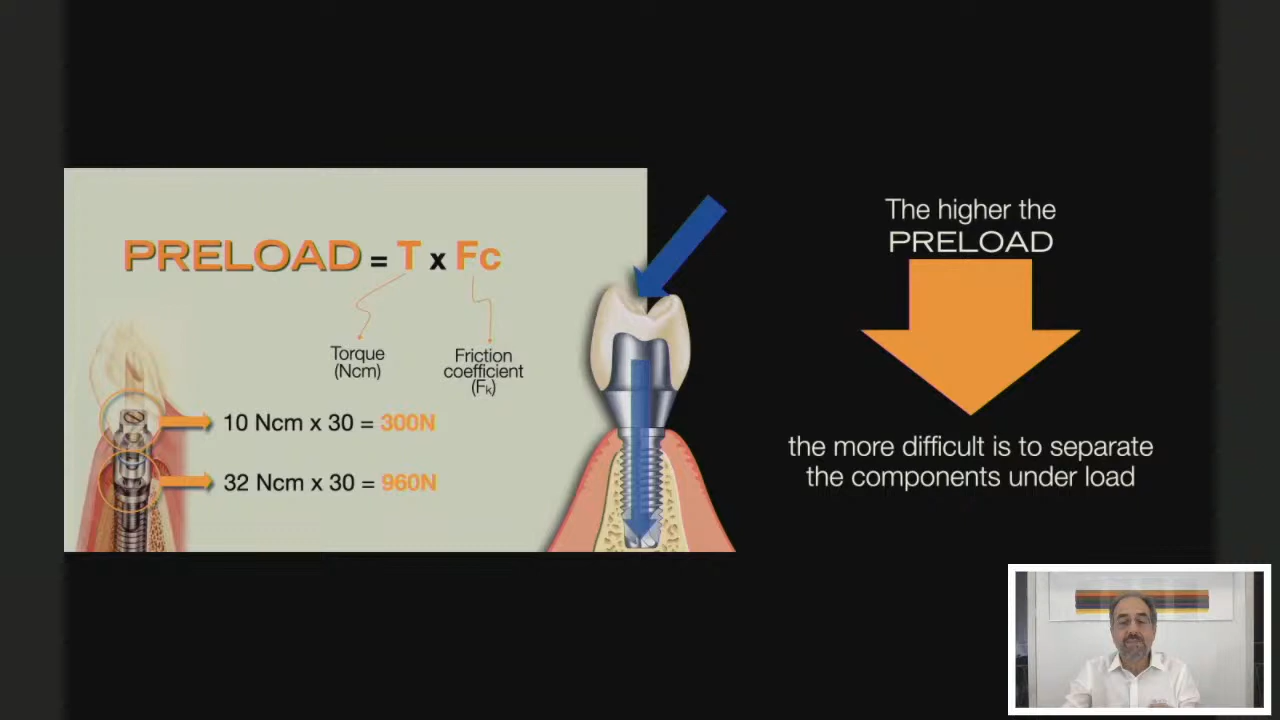 PRELOAD = T x Fc
Torque
(Ncm)
Friction
coefficient
(Fk)
10 Ncm x 30 = 300N
32 Ncm x 30 = 960N
The higher the
PRELOAD
the more difficult is to separate
the components under load